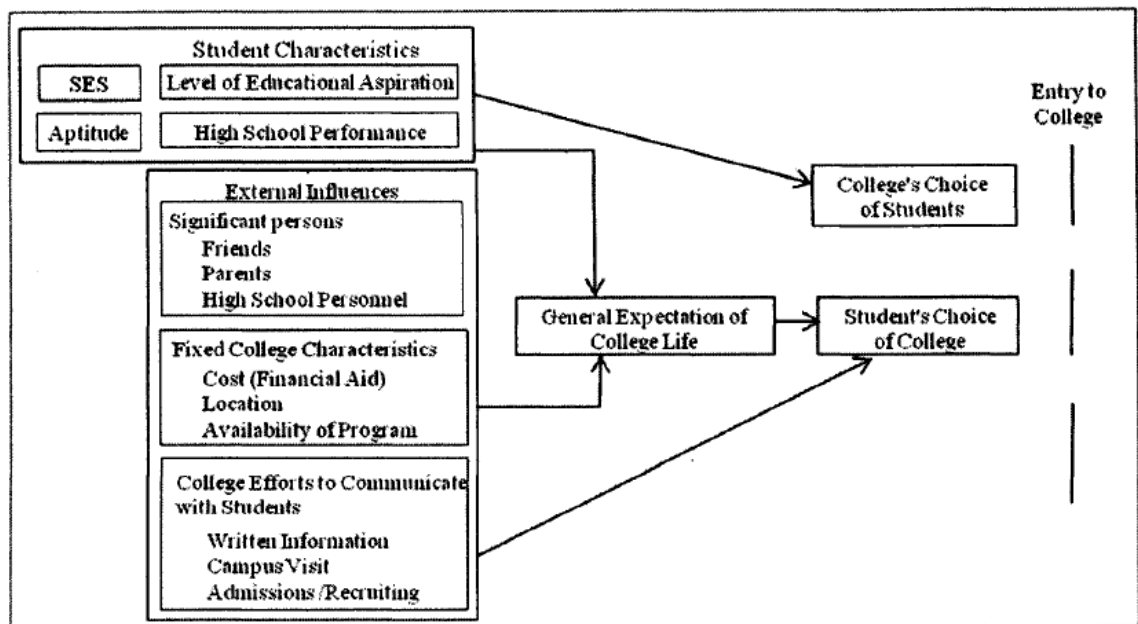 Student Characteristics
SES
Level of Educational Aspiration
Aptitude
High School Performance
External Influences
Significant persons
Friends
Parents
High School Personnel
Fixed College Characteristics
Cost (Financial Aid)
Location
Availability of Program
College Efforts to Communicate
with Students
Written Information
Campus Visit
Admissions /Recruiting
General Expectation of
College Life
College's Choice
of Students
Student's Choice
of College
Entry to
College